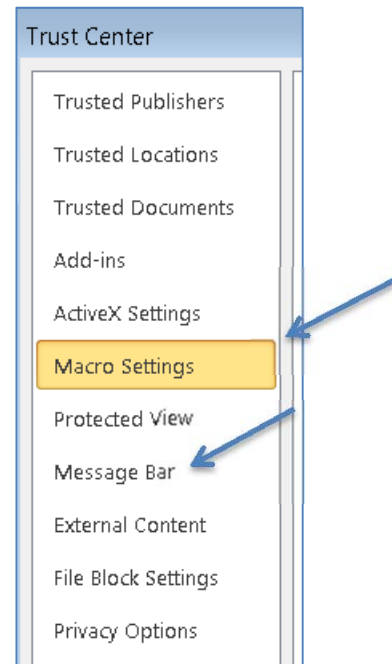 Trust Center
Trusted Publishers
Trusted Locations
Trusted Documents
Add-ins
ActiveX Settings
Macro Settings
Protected View
Message Bar
External Content
File Block Settings
Privacy Options